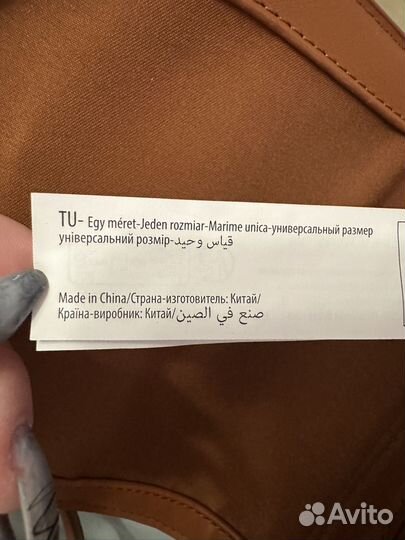 TU- Egy méret-Jeden rozmiar-Marime unica-универсальный размер
універсальний розмір-قياس وحيد
Made in China/Страна-изготовитель: Китай/
Країна-виробник: Китай/صنع في الصين
Avito